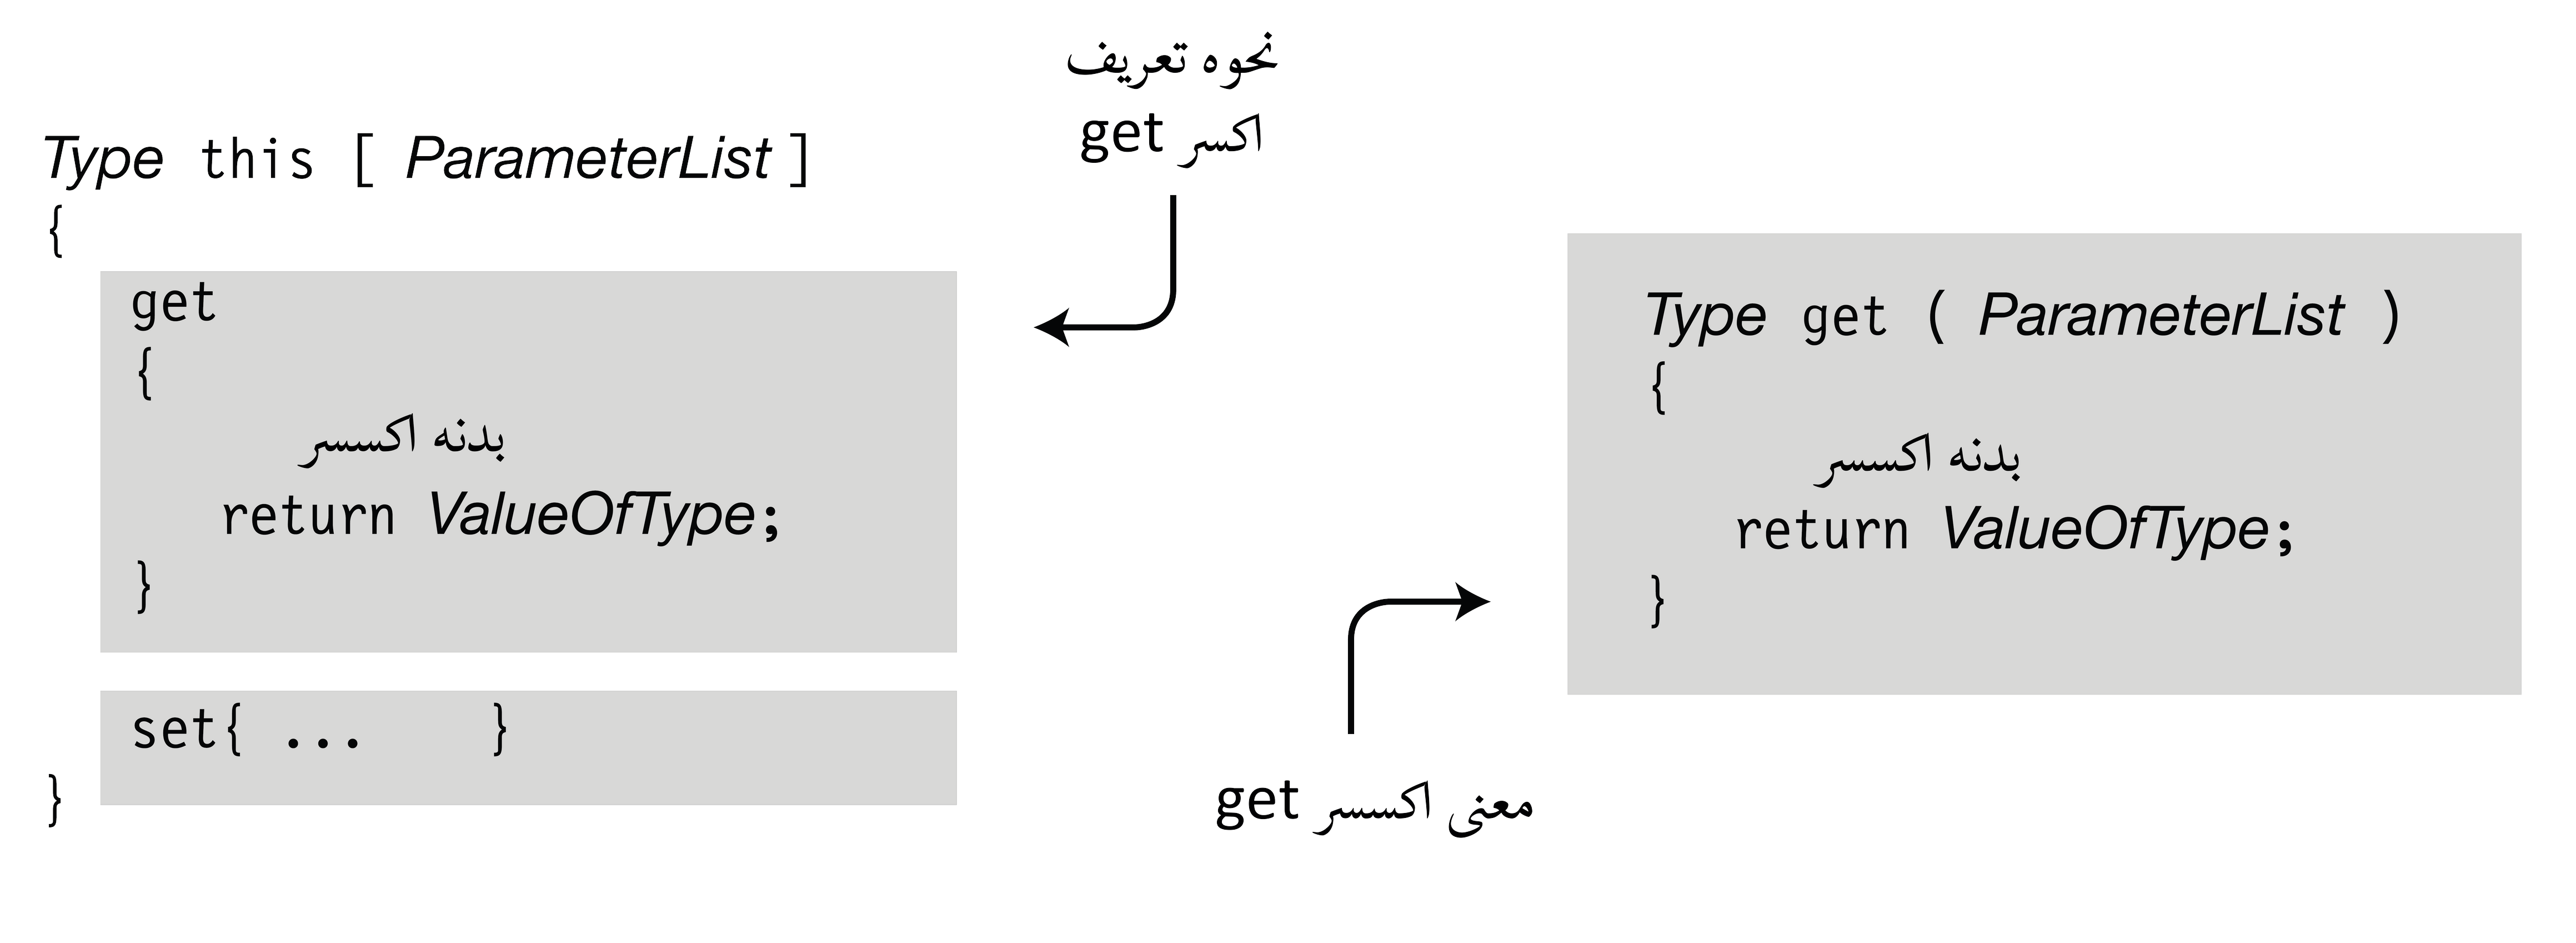 Type this [ ParameterList ]
{
get
{
بدنه اکسسر
return ValueOfType;
}
set{ ... }
}
نحوه تعریف
اکسر get
معنی اکسسر get
Type get ( ParameterList )
{
بدنه اکسسر
return ValueOfType;
}